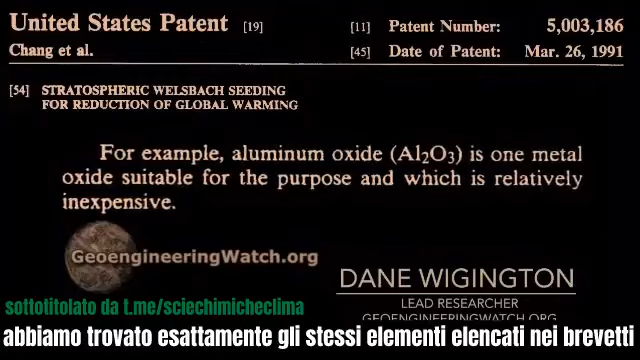 United States Patent [19]
Chang et al.
[11] Patent Number: 5,003,186
[45] Date of Patent: Mar. 26, 1991
[54] STRATOSPHERIC WELSBACH SEEDING
FOR REDUCTION OF GLOBAL WARMING
For example, aluminum oxide (Al₂O₃) is one metal
oxide suitable for the purpose and which is relatively
inexpensive.
GeoengineeringWatch.org
DANE WIGINGTON
LEAD RESEARCHER
GEOENGINEERINGWATCH.ORG
sottotitolato da t.me/sciechimicheclima
abbiamo trovato esattamente gli stessi elementi elencati nei brevetti